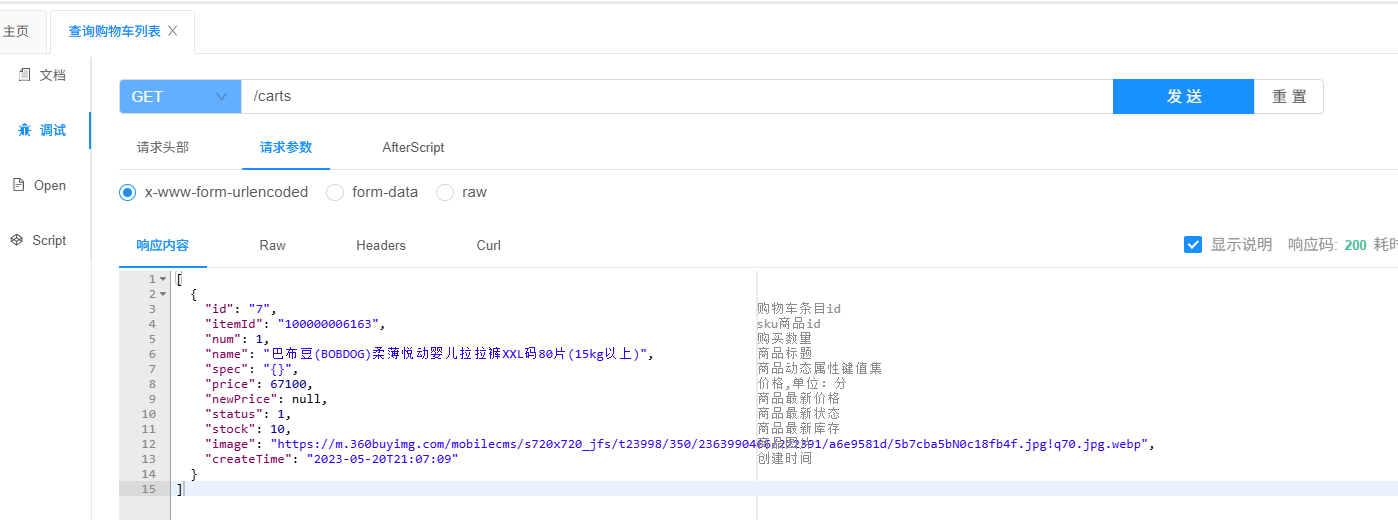 主页
查询购物车列表
文档
调试
Open
Script
GET
/carts
发 送
重 置
请求头部
请求参数
AfterScript
x-www-form-urlencoded
form-data
raw
响应内容
Raw
Headers
Curl
显示说明
响应码: 200 耗时
1 [
2 {
3 "id": "7", 购物车条目id
4 "itemId": "100000006163", sku商品id
5 "num": 1, 购买数量
6 "name": "巴布豆(BOBDOG)柔薄悦动婴儿拉拉裤XXL码80片(15kg以上)", 商品标题
7 "spec": "{}", 商品动态属性键值集
8 "price": 67100, 价格,单位：分
9 "newPrice": null, 商品最新价格
10 "status": 1, 商品最新状态
11 "stock": 10, 商品最新库存
12 "image": "https://m.360buyimg.com/mobilecms/s720x720_jfs/t23998/350/2363990466/222391/a6e9581d/5b7cba5bN0c18fb4f.jpg!q70.jpg.webp", 商品图片
13 "createTime": "2023-05-20T21:07:09" 创建时间
14 }
15 ]